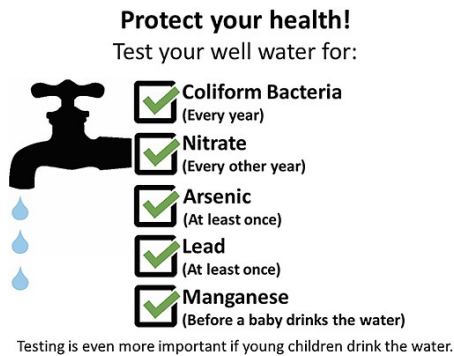 Protect your health!
Test your well water for:
Coliform Bacteria
(Every year)
Nitrate
(Every other year)
Arsenic
(At least once)
Lead
(At least once)
Manganese
(Before a baby drinks the water)
Testing is even more important if young children drink the water.